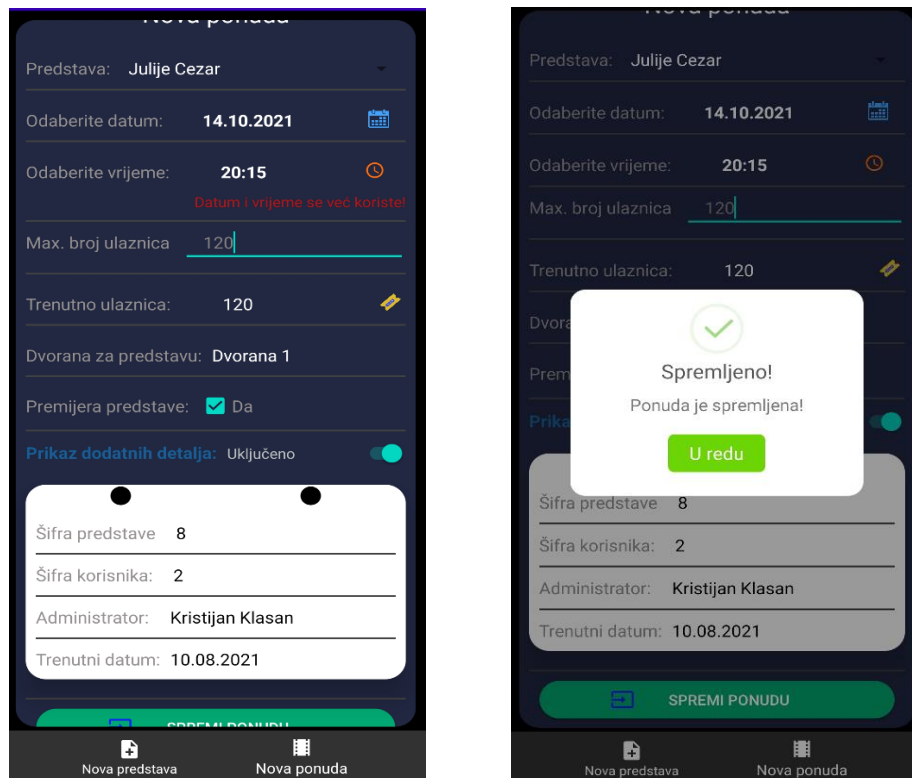 Nova ponuda
Predstava: Julije Cezar
Odaberite datum: 14.10.2021
Odaberite vrijeme: 20:15
Datum i vrijeme se već koriste!
Max. broj ulaznica 120
Trenutno ulaznica: 120
Dvorana za predstavu: Dvorana 1
Premijera predstave: Da
Prikaz dodatnih detalja: Uključeno
Šifra predstave 8
Šifra korisnika: 2
Administrator: Kristijan Klasan
Trenutni datum: 10.08.2021
SPREMI PONUDU
Nova predstava Nova ponuda
Nova ponuda
Predstava: Julije Cezar
Odaberite datum: 14.10.2021
Odaberite vrijeme: 20:15
Max. broj ulaznica 120
Trenutno ulaznica: 120
Dvora
Prem
Prika
Spremljeno!
Ponuda je spremljena!
U redu
Šifra predstave 8
Šifra korisnika: 2
Administrator: Kristijan Klasan
Trenutni datum: 10.08.2021
SPREMI PONUDU
Nova predstava Nova ponuda